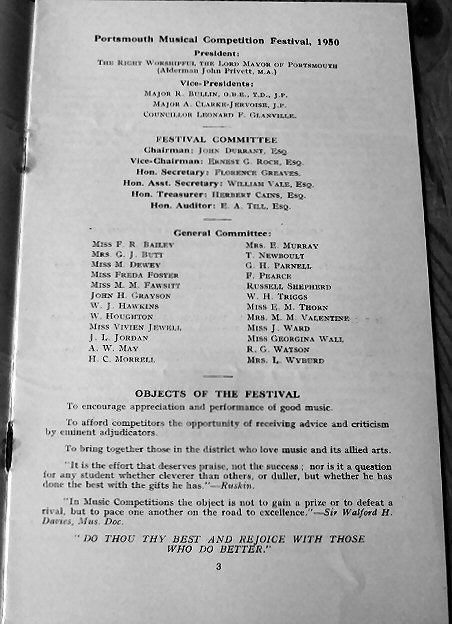 Portsmouth Musical Competition Festival, 1950
President:
The Right Worshipful the Lord Mayor of Portsmouth
(Alderman John Privett, M.A.)
Vice-Presidents:
Major R. Bullin, O.B.E., T.D., J.P.
Major A. Clarke-Jervoise, J.P.
Councillor Leonard F. Glanville.
FESTIVAL COMMITTEE
Chairman: John Durrant, Esq.
Vice-Chairman: Ernest G. Roch, Esq.
Hon. Secretary: Florence Greaves.
Hon. Asst. Secretary: William Vale, Esq.
Hon. Treasurer: Herbert Cains, Esq.
Hon. Auditor: E. A. Till, Esq.
General Committee:
Miss F. R. Bailey
Mrs. G. J. Butt
Miss M. Dewey
Miss Freda Foster
Miss M. M. Fawsitt
John H. Grayson
W. J. Hawkins
W. Houghton
Miss Vivien Jewell
J. L. Jordan
A. W. May
H. C. Morrell
Mrs. E. Murray
T. Newboult
G. H. Parnell
F. Pearce
Russell Shepherd
W. H. Triggs
Miss E. M. Thorn
Mrs. M. M. Valentine
Miss J. Ward
Miss Georgina Wall
R. G. Watson
Mrs. L. Wyburd
OBJECTS OF THE FESTIVAL
To encourage appreciation and performance of good music.
To afford competitors the opportunity of receiving advice and criticism
by eminent adjudicators.
To bring together those in the district who love music and its allied arts.
"It is the effort that deserves praise, not the success; nor is it a question
for any student whether cleverer than others, or duller, but whether he has
done the best with the gifts he has."—Ruskin.
"In Music Competitions the object is not to gain a prize or to defeat a
rival, but to pace one another on the road to excellence."—Sir Walford H.
Davies, Mus. Doc.
"DO THOU THY BEST AND REJOICE WITH THOSE
WHO DO BETTER."
3